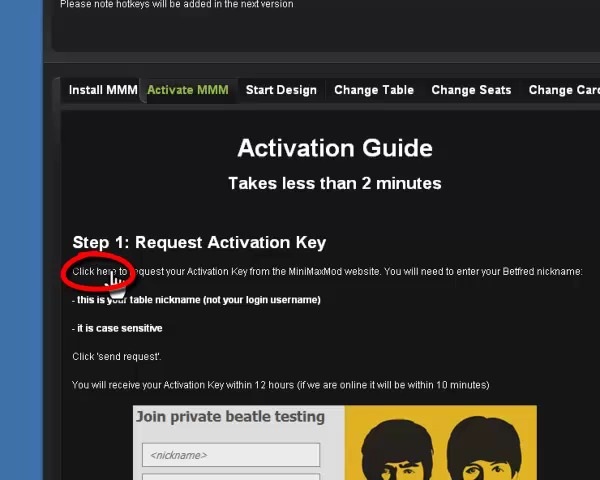 Please note hotkeys will be added in the next version
Install MMM Activate MMM Start Design Change Table Change Seats Change Card
Activation Guide
Takes less than 2 minutes
Step 1: Request Activation Key
Click here to request your Activation Key from the MiniMaxMod website. You will need to enter your Betfred nickname:
- this is your table nickname (not your login username)
- it is case sensitive
Click 'send request'.
You will receive your Activation Key within 12 hours (if we are online it will be within 10 minutes)
Join private beatle testing
<nickname>